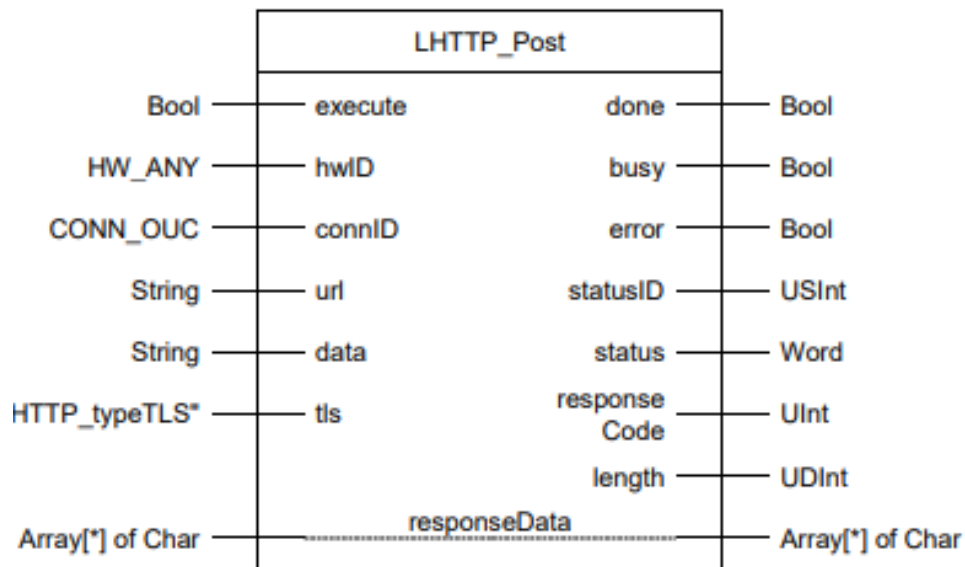 LHTTP_Post
Bool execute done Bool
HW_ANY hwID busy Bool
CONN_OUC connID error Bool
String url statusID USInt
String data status Word
HTTP_typeTLS" tls response Code UInt
length UDInt
Array[*] of Char responseData Array[*] of Char